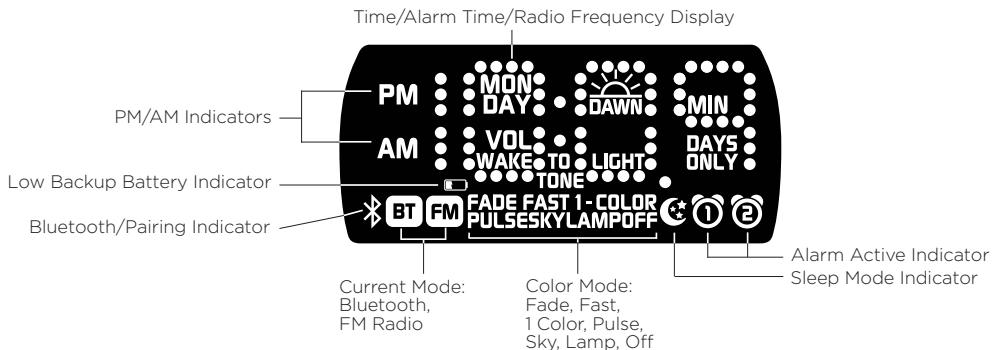 Time/Alarm Time/Radio Frequency Display
PM
MON
DAY
DAWN
MIN
PM/AM Indicators
AM
VOL
WAKE TO LIGHT
TONE
DAYS
ONLY
Low Backup Battery Indicator
Bluetooth/Pairing Indicator
BT FM
FADE FAST 1-COLOR
PULSESKYLAMPOFF
1 2
Alarm Active Indicator
Sleep Mode Indicator
Current Mode:
Bluetooth,
FM Radio
Color Mode:
Fade, Fast,
1 Color, Pulse,
Sky, Lamp, Off